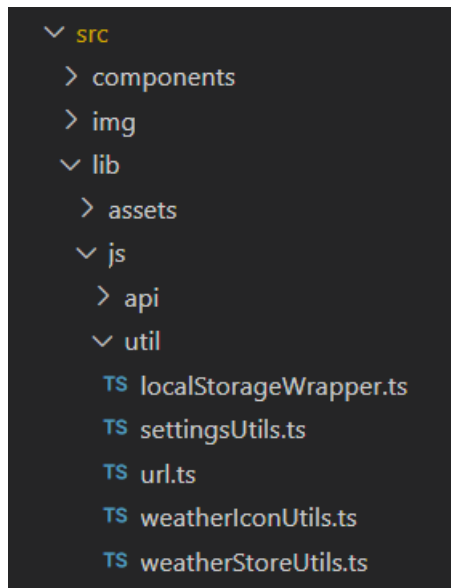 src
components
img
lib
assets
js
api
util
TS localStorageWrapper.ts
TS settingsUtils.ts
TS url.ts
TS weatherIconUtils.ts
TS weatherStoreUtils.ts